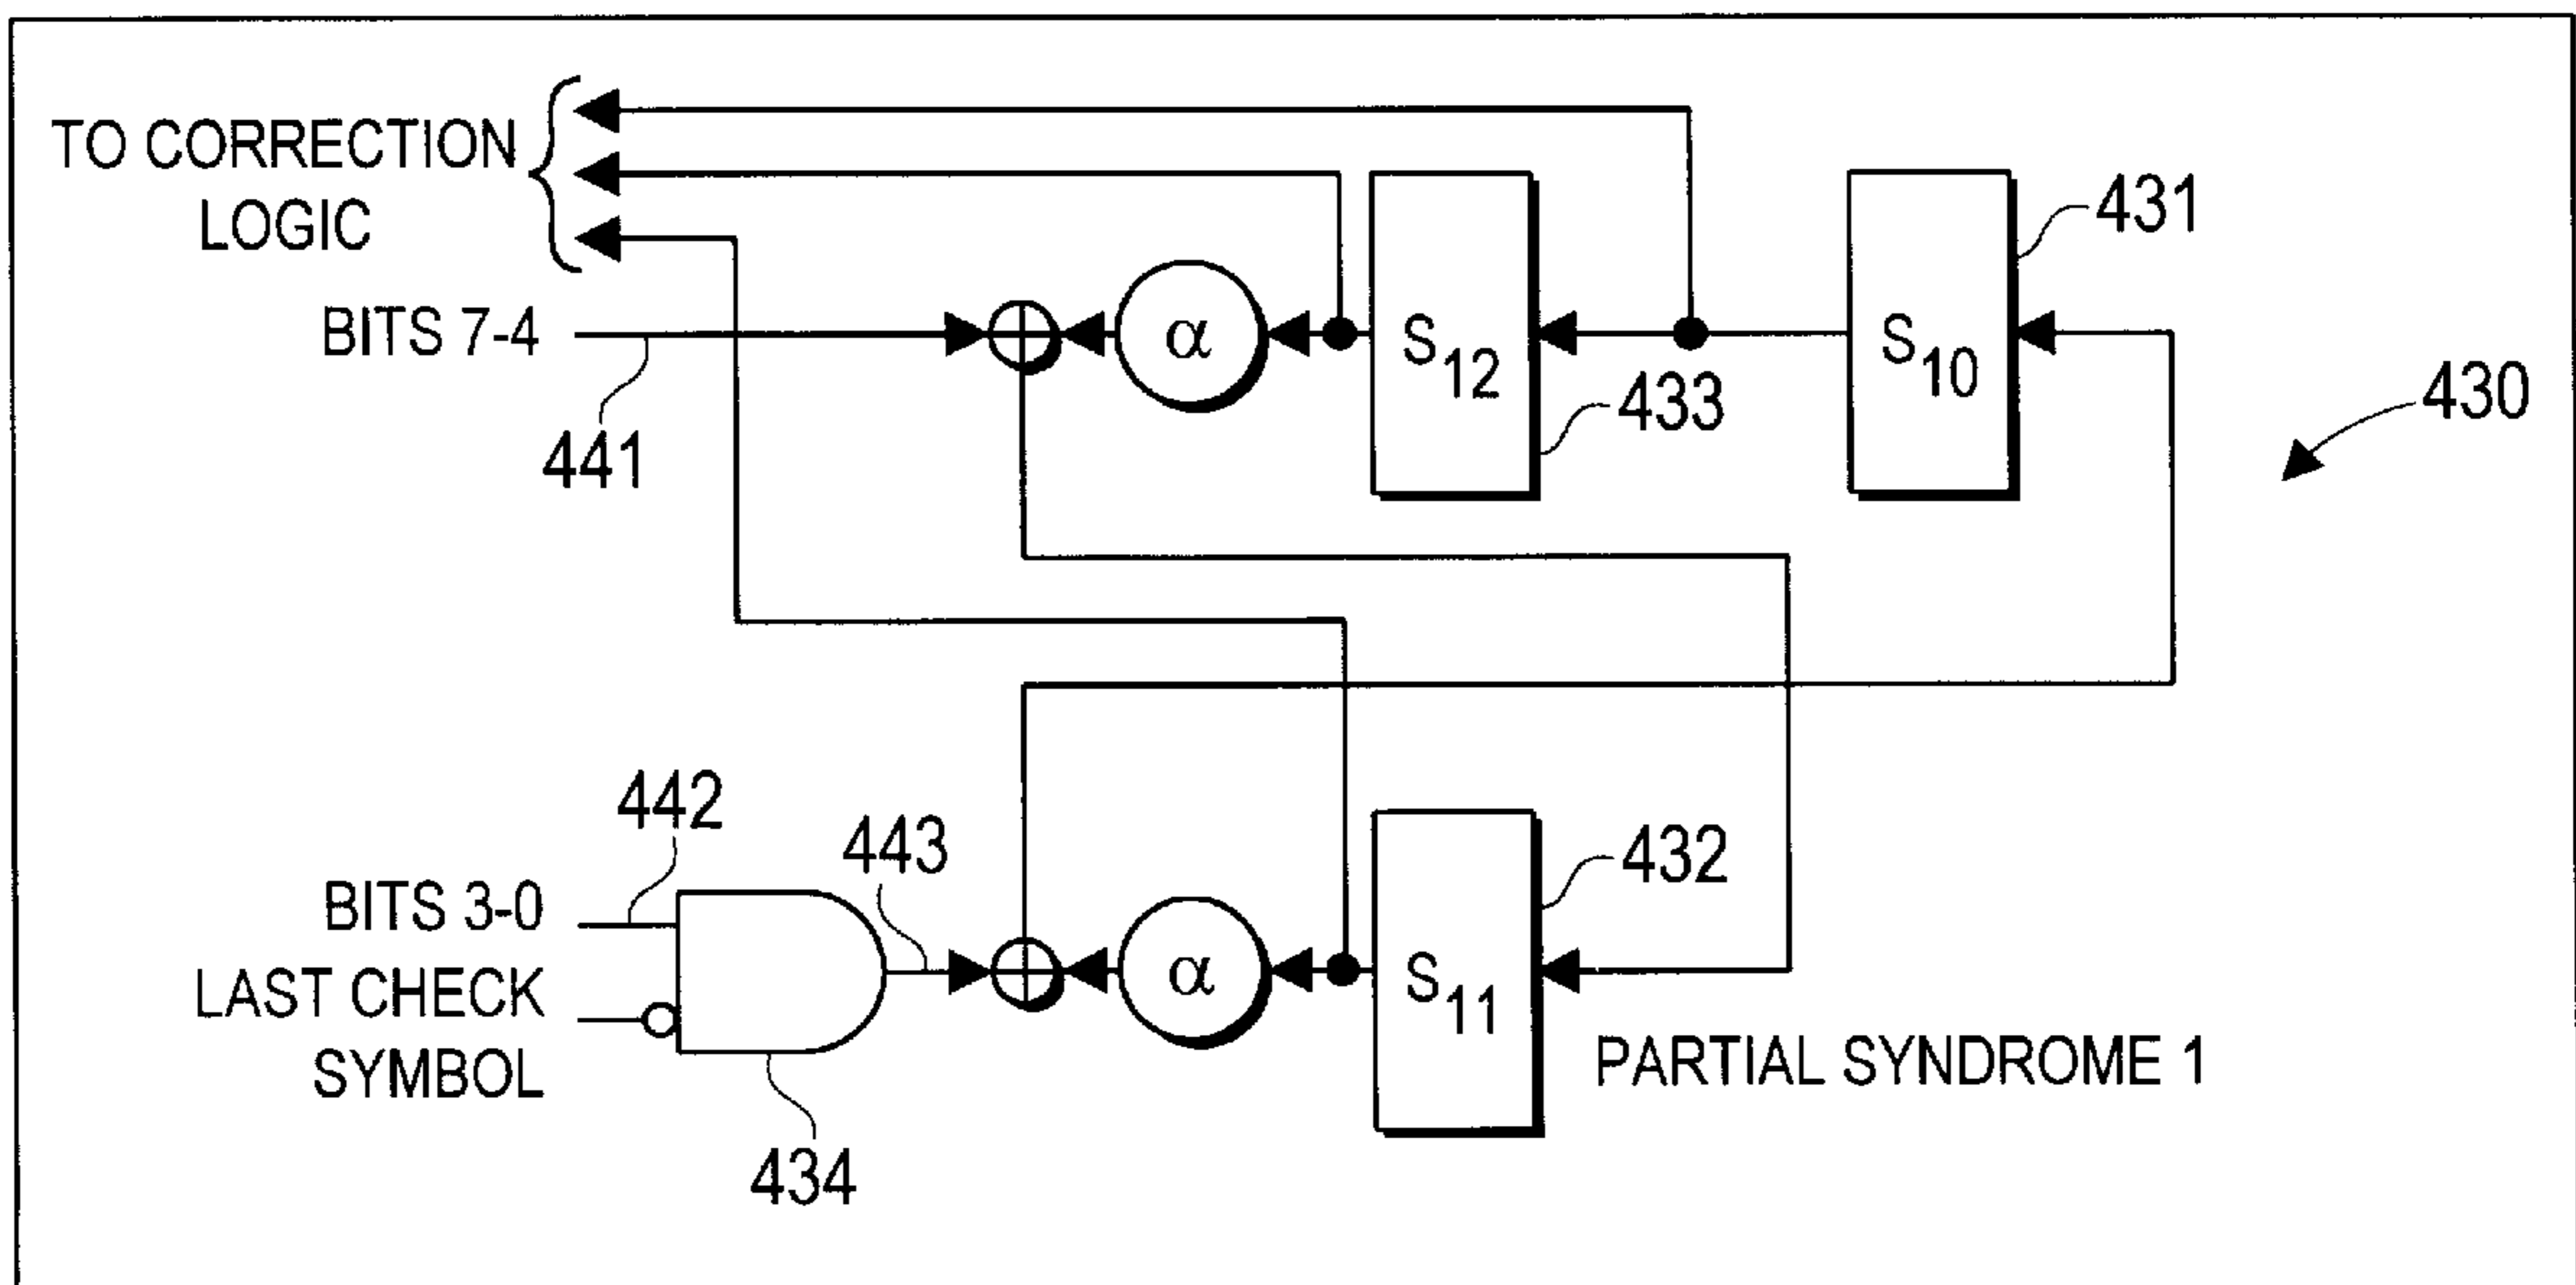 TO CORRECTION
LOGIC
BITS 7-4
441
α
S12
433
S10
431
430
442
BITS 3-0
LAST CHECK
SYMBOL
434
443
α
S11
432
PARTIAL SYNDROME 1